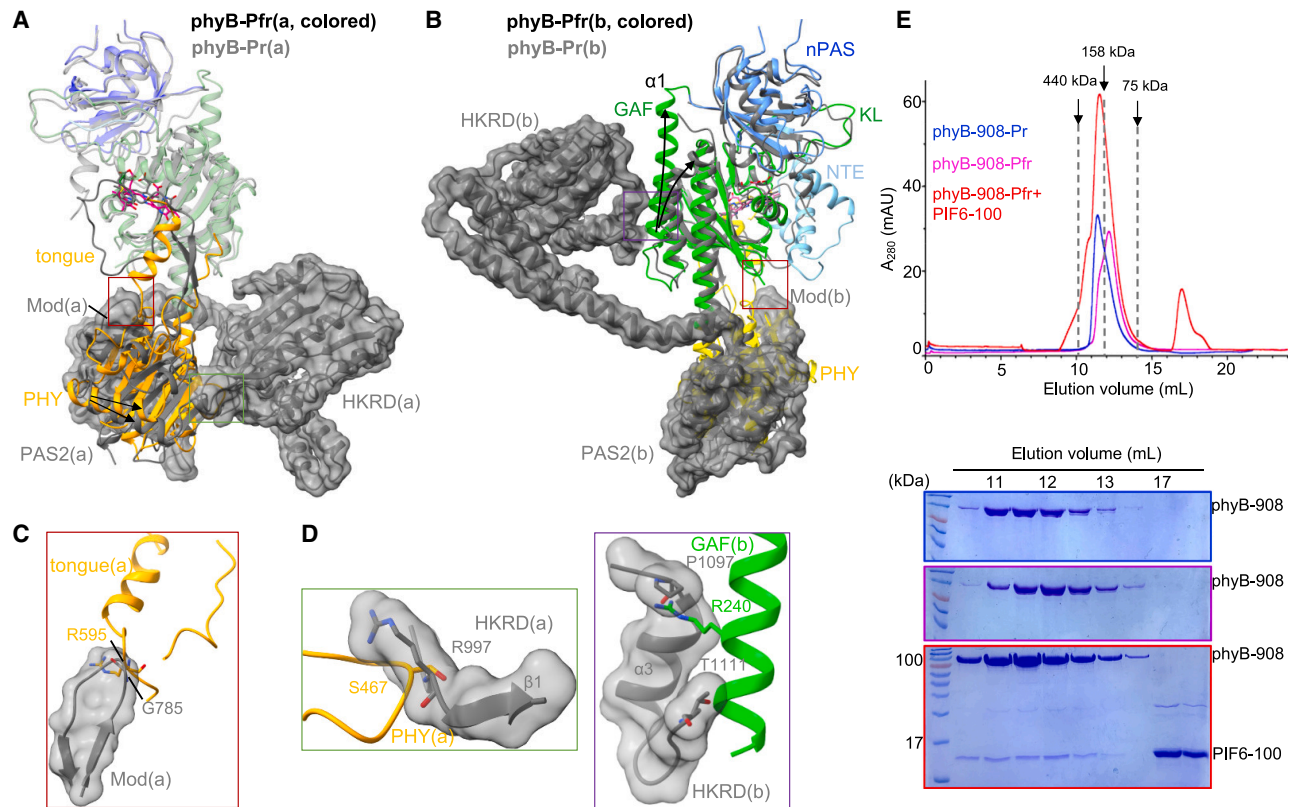 A
phyB-Pfr(a, colored)
phyB-Pr(a)
tongue
Mod(a)
PHY
PAS2(a)
HKRD(a)
B
phyB-Pfr(b, colored)
phyB-Pr(b)
nPAS
α1
GAF
KL
HKRD(b)
NTE
Mod(b)
PHY
PAS2(b)
C
tongue(a)
R595
G785
Mod(a)
D
HKRD(a)
R997
S467
β1
PHY(a)
GAF(b)
P1097
R240
α3
T1111
HKRD(b)
E
158 kDa
440 kDa
75 kDa
phyB-908-Pr
phyB-908-Pfr
phyB-908-Pfr+
PIF6-100
A280 (mAU)
60
40
20
0
0 5 10 15 20
Elution volume (mL)
Elution volume (mL)
(kDa) 11 12 13 17
phyB-908
phyB-908
100 phyB-908
17
PIF6-100